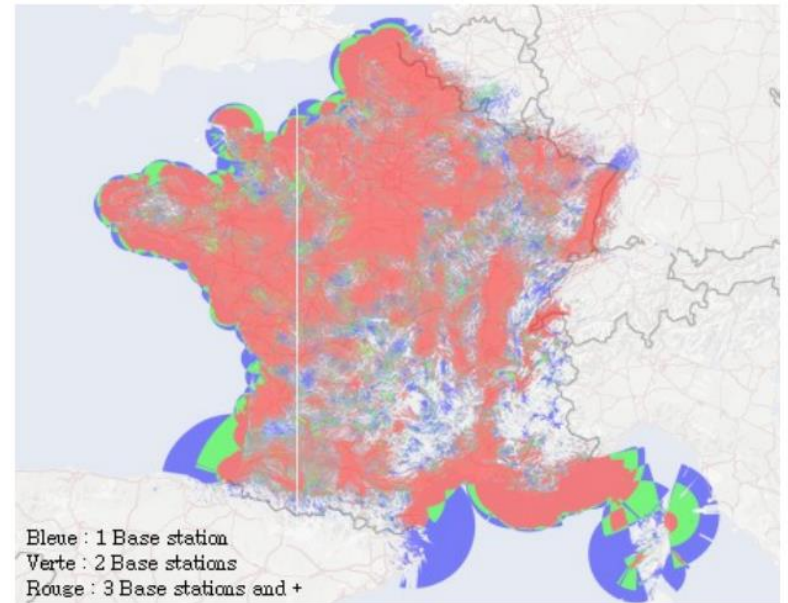 Bleue : 1 Base station
Verte : 2 Base stations
Rouge : 3 Base stations and +